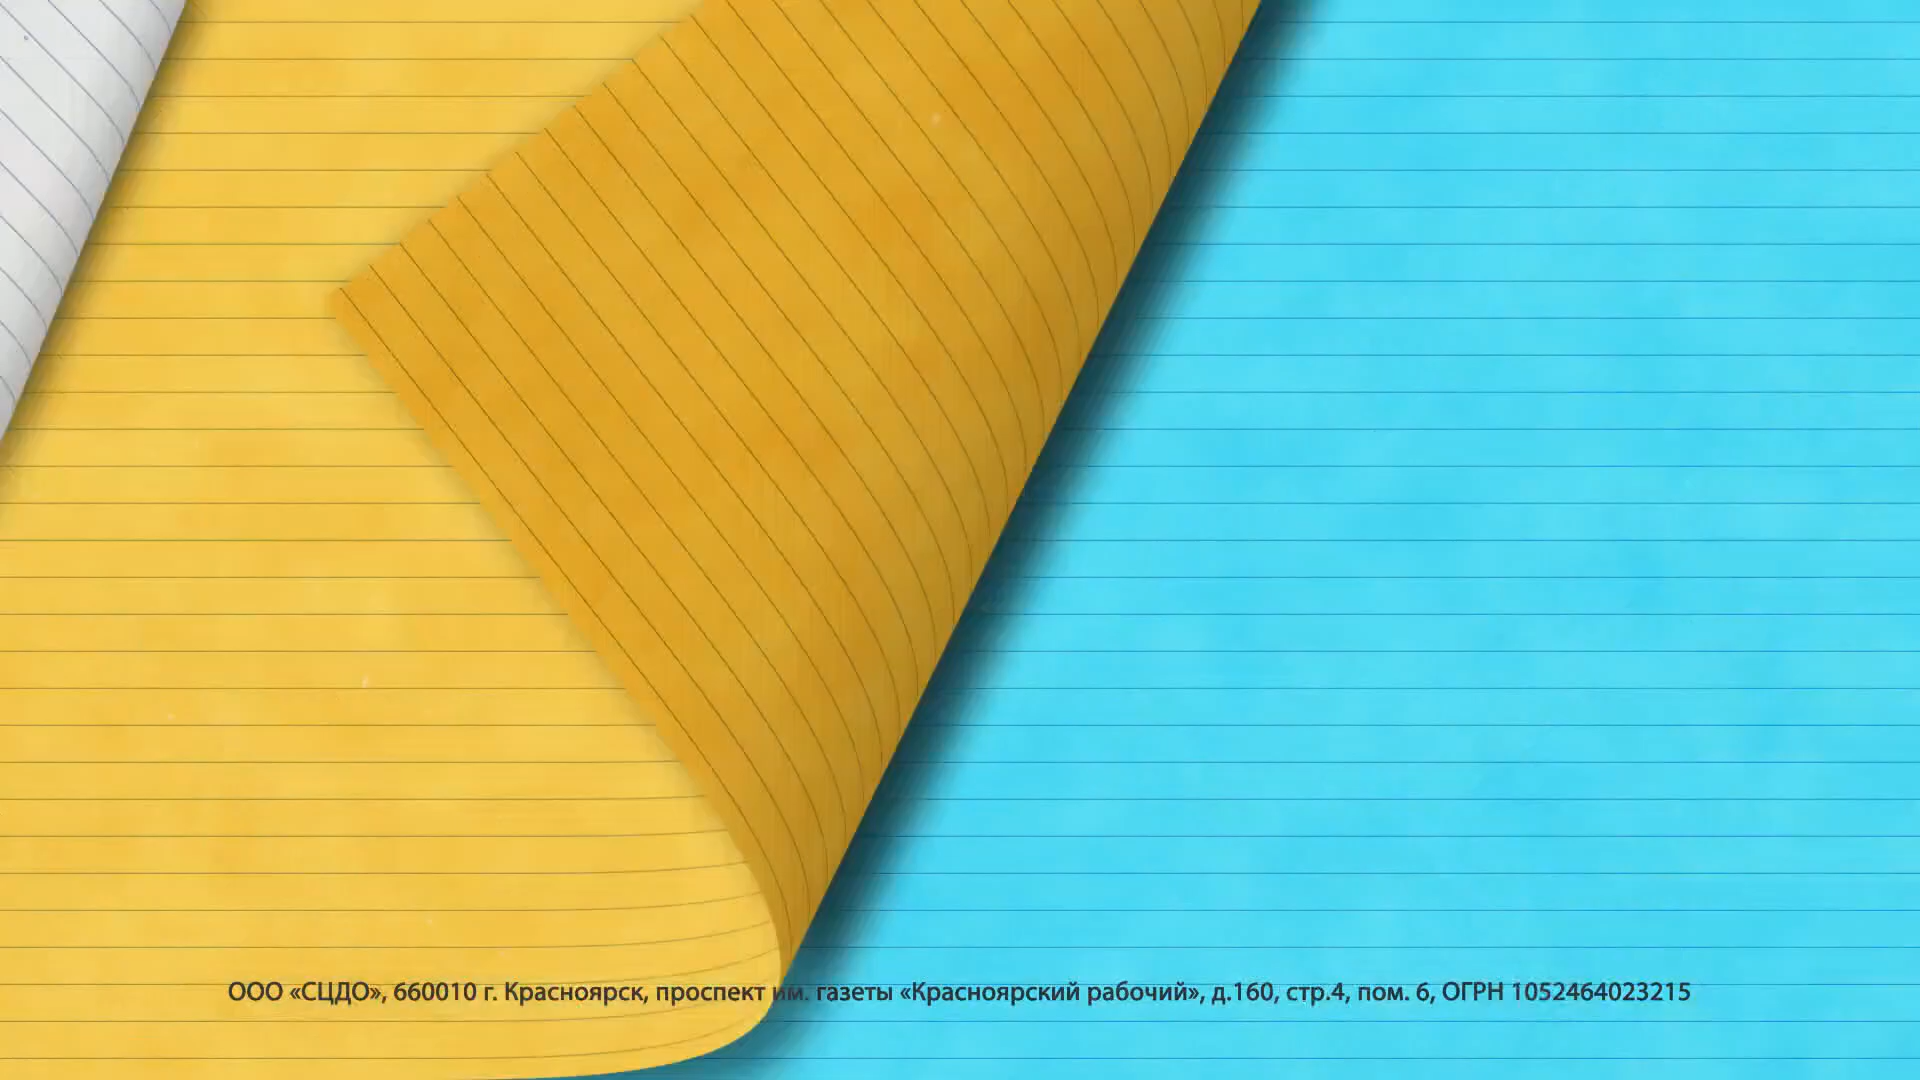 ООО «СЦДО», 660010 г. Красноярск, проспект им. газеты «Красноярский рабочий», д.160, стр.4, пом. 6, ОГРН 1052464023215